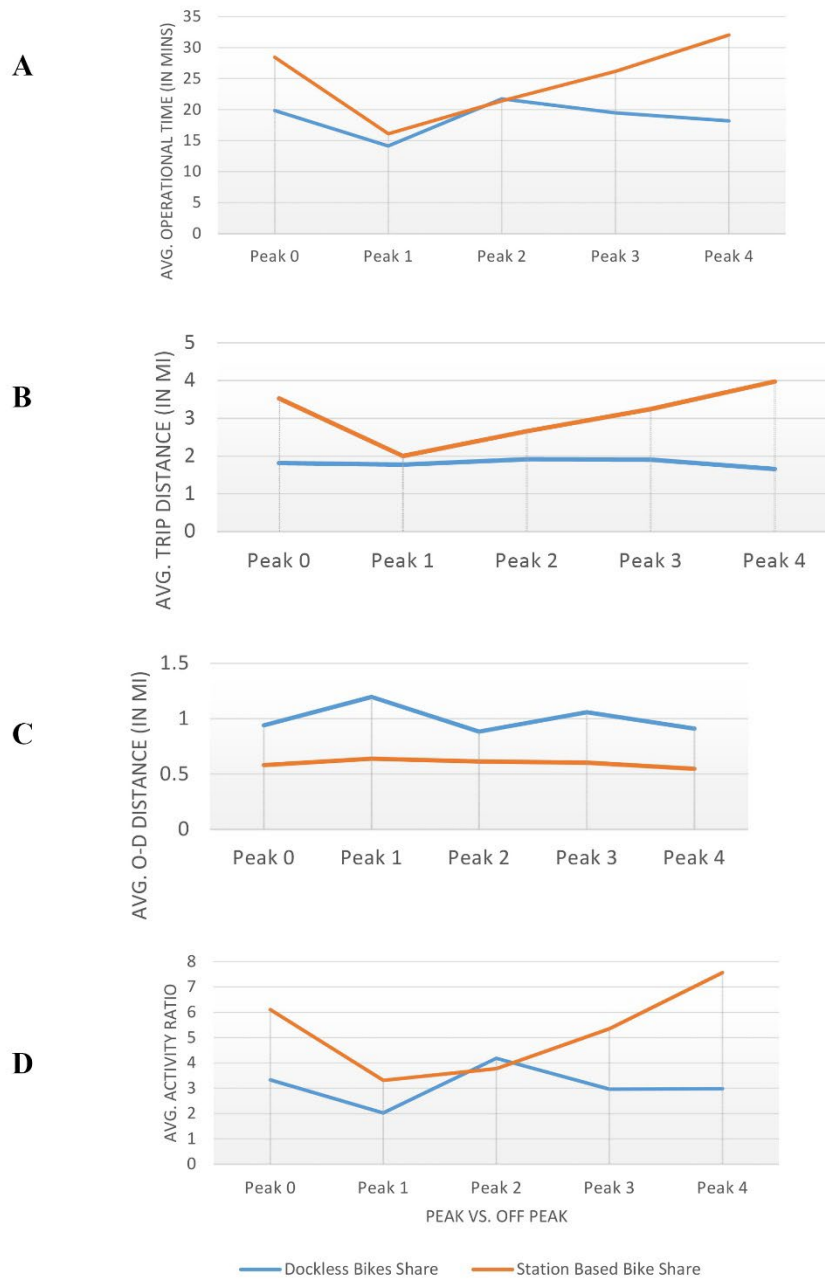 A
AVG. OPERATIONAL TIME (IN MINS)
35
30
25
20
15
10
5
0
Peak 0 Peak 1 Peak 2 Peak 3 Peak 4
B
AVG. TRIP DISTANCE (IN MI)
5
4
3
2
1
0
Peak 0 Peak 1 Peak 2 Peak 3 Peak 4
C
AVG. O-D DISTANCE (IN MI)
1.5
1
0.5
0
Peak 0 Peak 1 Peak 2 Peak 3 Peak 4
D
AVG. ACTIVITY RATIO
8
7
6
5
4
3
2
1
0
Peak 0 Peak 1 Peak 2 Peak 3 Peak 4
PEAK VS. OFF PEAK
Dockless Bikes Share Station Based Bike Share